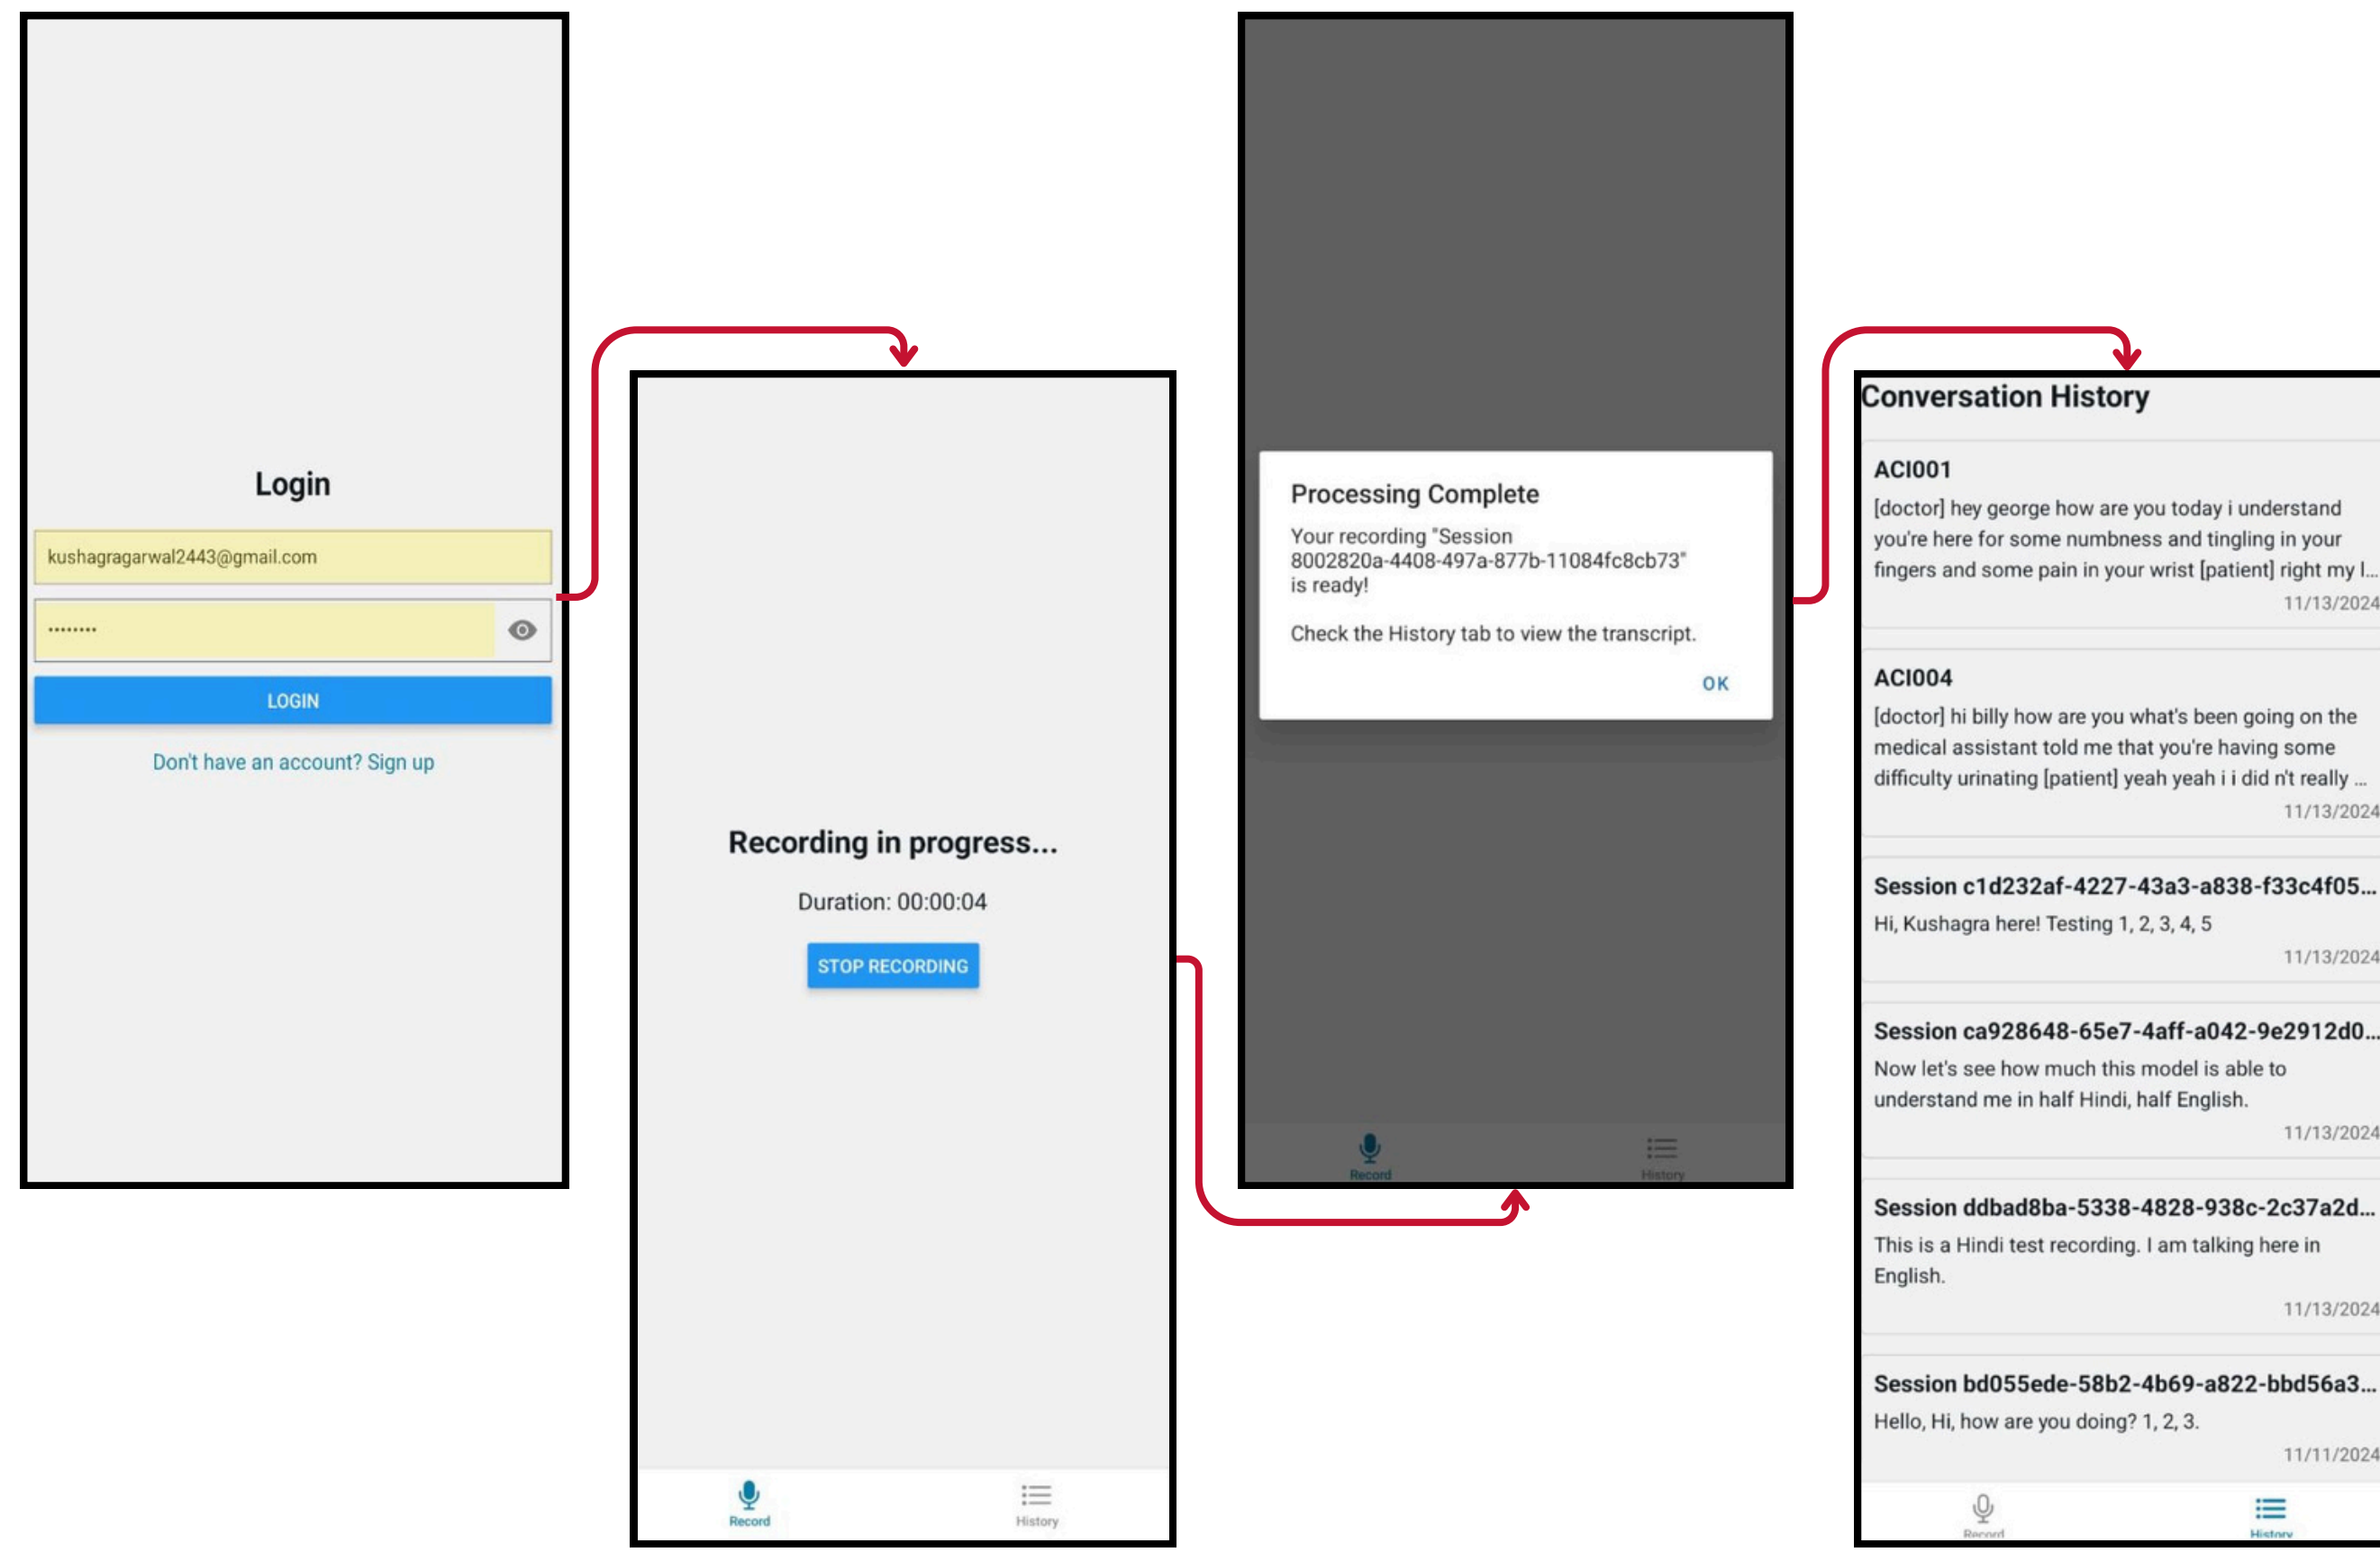 Login
kushagragarwal2443@gmail.com
••••••••
LOGIN
Don't have an account? Sign up
Recording in progress...
Duration: 00:00:04
STOP RECORDING
Record
History
Processing Complete
Your recording "Session
8002820a-4408-497a-877b-11084fc8cb73"
is ready!
Check the History tab to view the transcript.
OK
Record
History
Conversation History
ACI001
[doctor] hey george how are you today i understand
you're here for some numbness and tingling in your
fingers and some pain in your wrist [patient] right my l...
11/13/2024
ACI004
[doctor] hi billy how are you what's been going on the
medical assistant told me that you're having some
difficulty urinating [patient] yeah yeah i i did n't really ...
11/13/2024
Session c1d232af-4227-43a3-a838-f33c4f05...
Hi, Kushagra here! Testing 1, 2, 3, 4, 5
11/13/2024
Session ca928648-65e7-4aff-a042-9e2912d0...
Now let's see how much this model is able to
understand me in half Hindi, half English.
11/13/2024
Session ddbad8ba-5338-4828-938c-2c37a2d...
This is a Hindi test recording. I am talking here in
English.
11/13/2024
Session bd055ede-58b2-4b69-a822-bbd56a3...
Hello, Hi, how are you doing? 1, 2, 3.
11/11/2024
Record
History